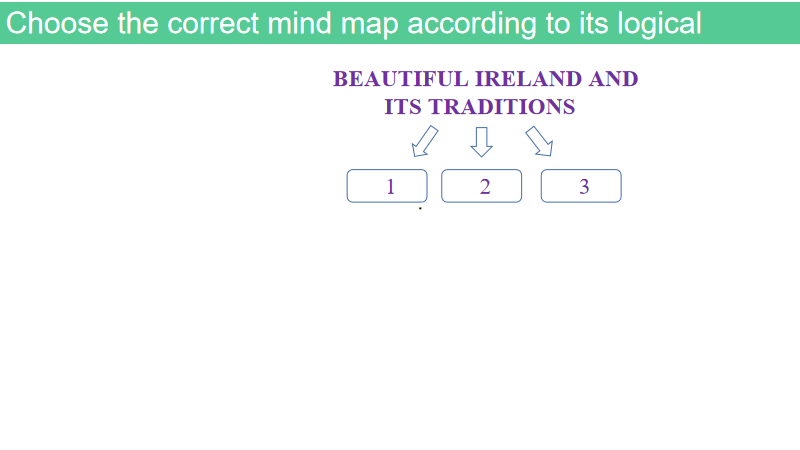 Choose the correct mind map according to its logical
BEAUTIFUL IRELAND AND
ITS TRADITIONS
1 2 3